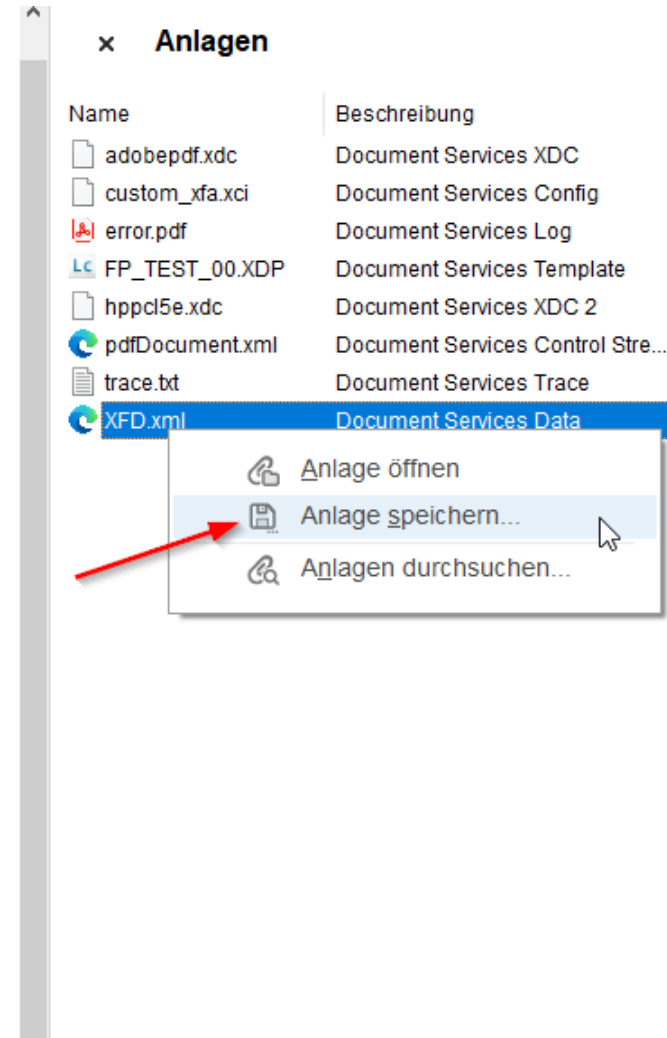 × Anlagen
Name Beschreibung
adobepdf.xdc Document Services XDC
custom_xfa.xci Document Services Config
error.pdf Document Services Log
Lc FP_TEST_00.XDP Document Services Template
hppcl5e.xdc Document Services XDC 2
pdfDocument.xml Document Services Control Stre...
trace.txt Document Services Trace
XFD.xml Document Services Data
Anlage öffnen
Anlage speichern...
Anlagen durchsuchen...